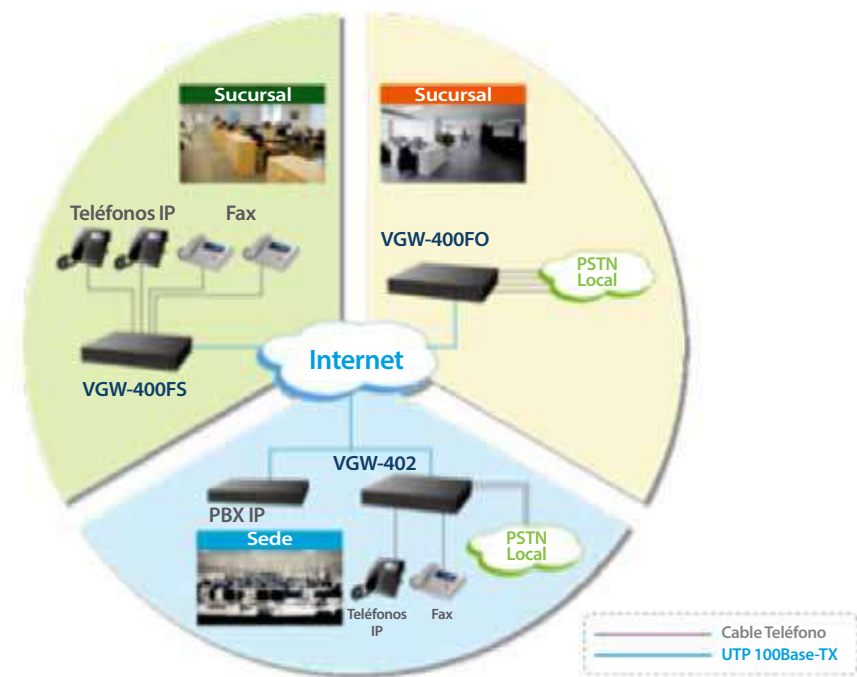 Sucursal
Sucursal
Teléfonos IP
Fax
VGW-400FO
PSTN
Local
Internet
VGW-400FS
VGW-402
PBX IP
Sede
PSTN
Local
Teléfonos
IP
Fax
Cable Teléfono
UTP 100Base-TX